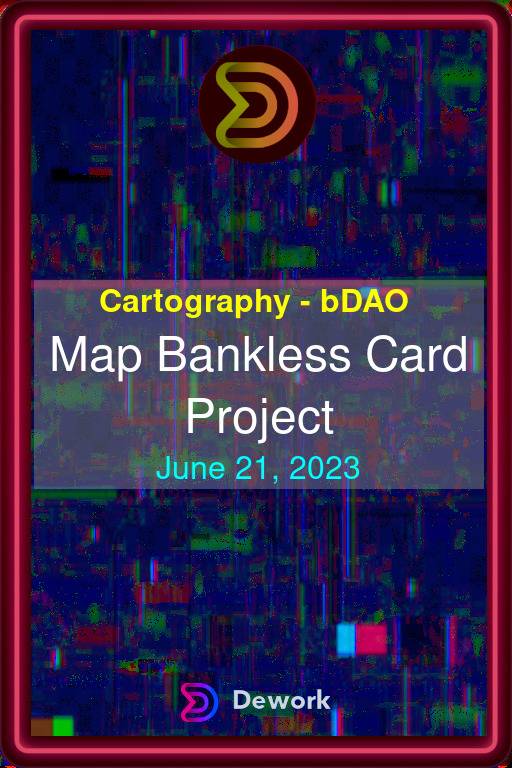 Cartography - bDAO
Map Bankless Card
Project
June 21, 2023
Dework